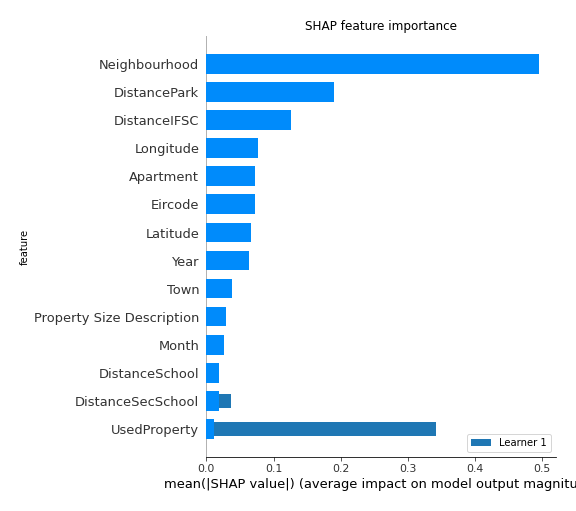 SHAP feature importance
Neighbourhood
DistancePark
DistanceIFSC
Longitude
Apartment
Eircode
Latitude
Year
Town
Property Size Description
Month
DistanceSchool
DistanceSecSchool
UsedProperty
feature
Learner 1
0.0 0.1 0.2 0.3 0.4 0.5
mean(|SHAP value|) (average impact on model output magnitu